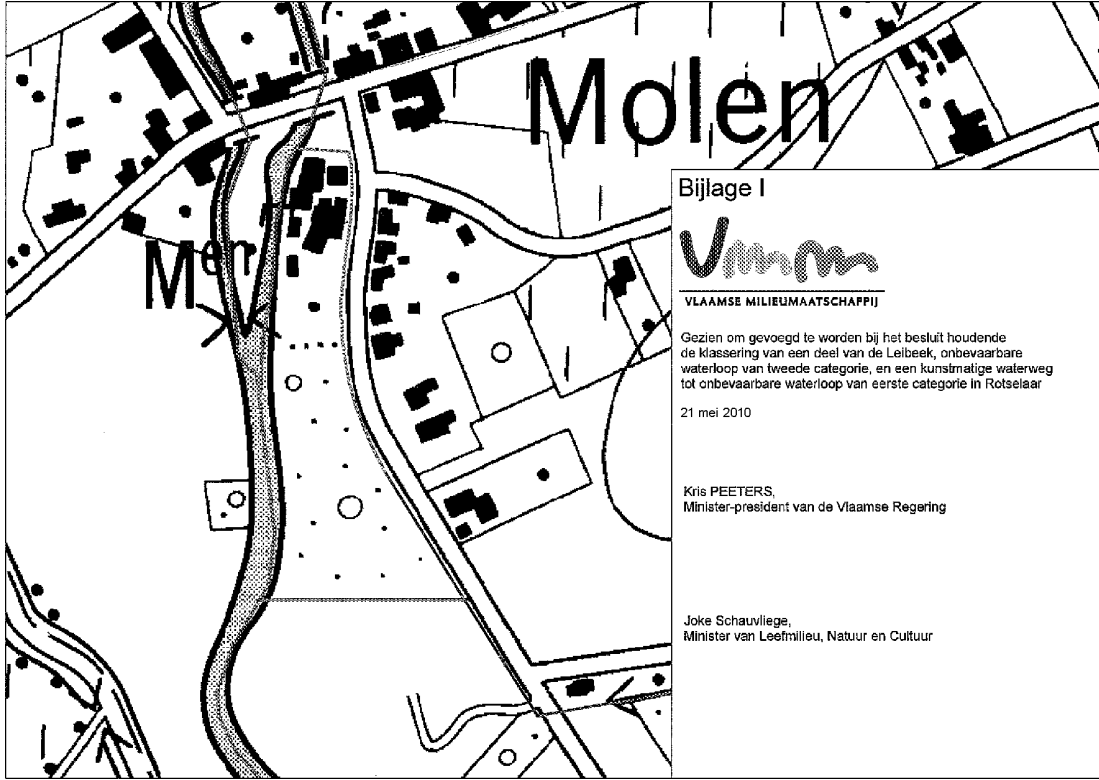 Molen
Men
Bijlage I
Vmm
VLAAMSE MILIEUMAATSCHAPPIJ
Gezien om gevoegd te worden bij het besluit houdende
de klassering van een deel van de Leibeek, onbevaarbare
waterloop van tweede categorie, en een kunstmatige waterweg
tot onbevaarbare waterloop van eerste categorie in Rotselaar
21 mei 2010
Kris PEETERS,
Minister-president van de Vlaamse Regering
Joke Schauvliege,
Minister van Leefmilieu, Natuur en Cultuur